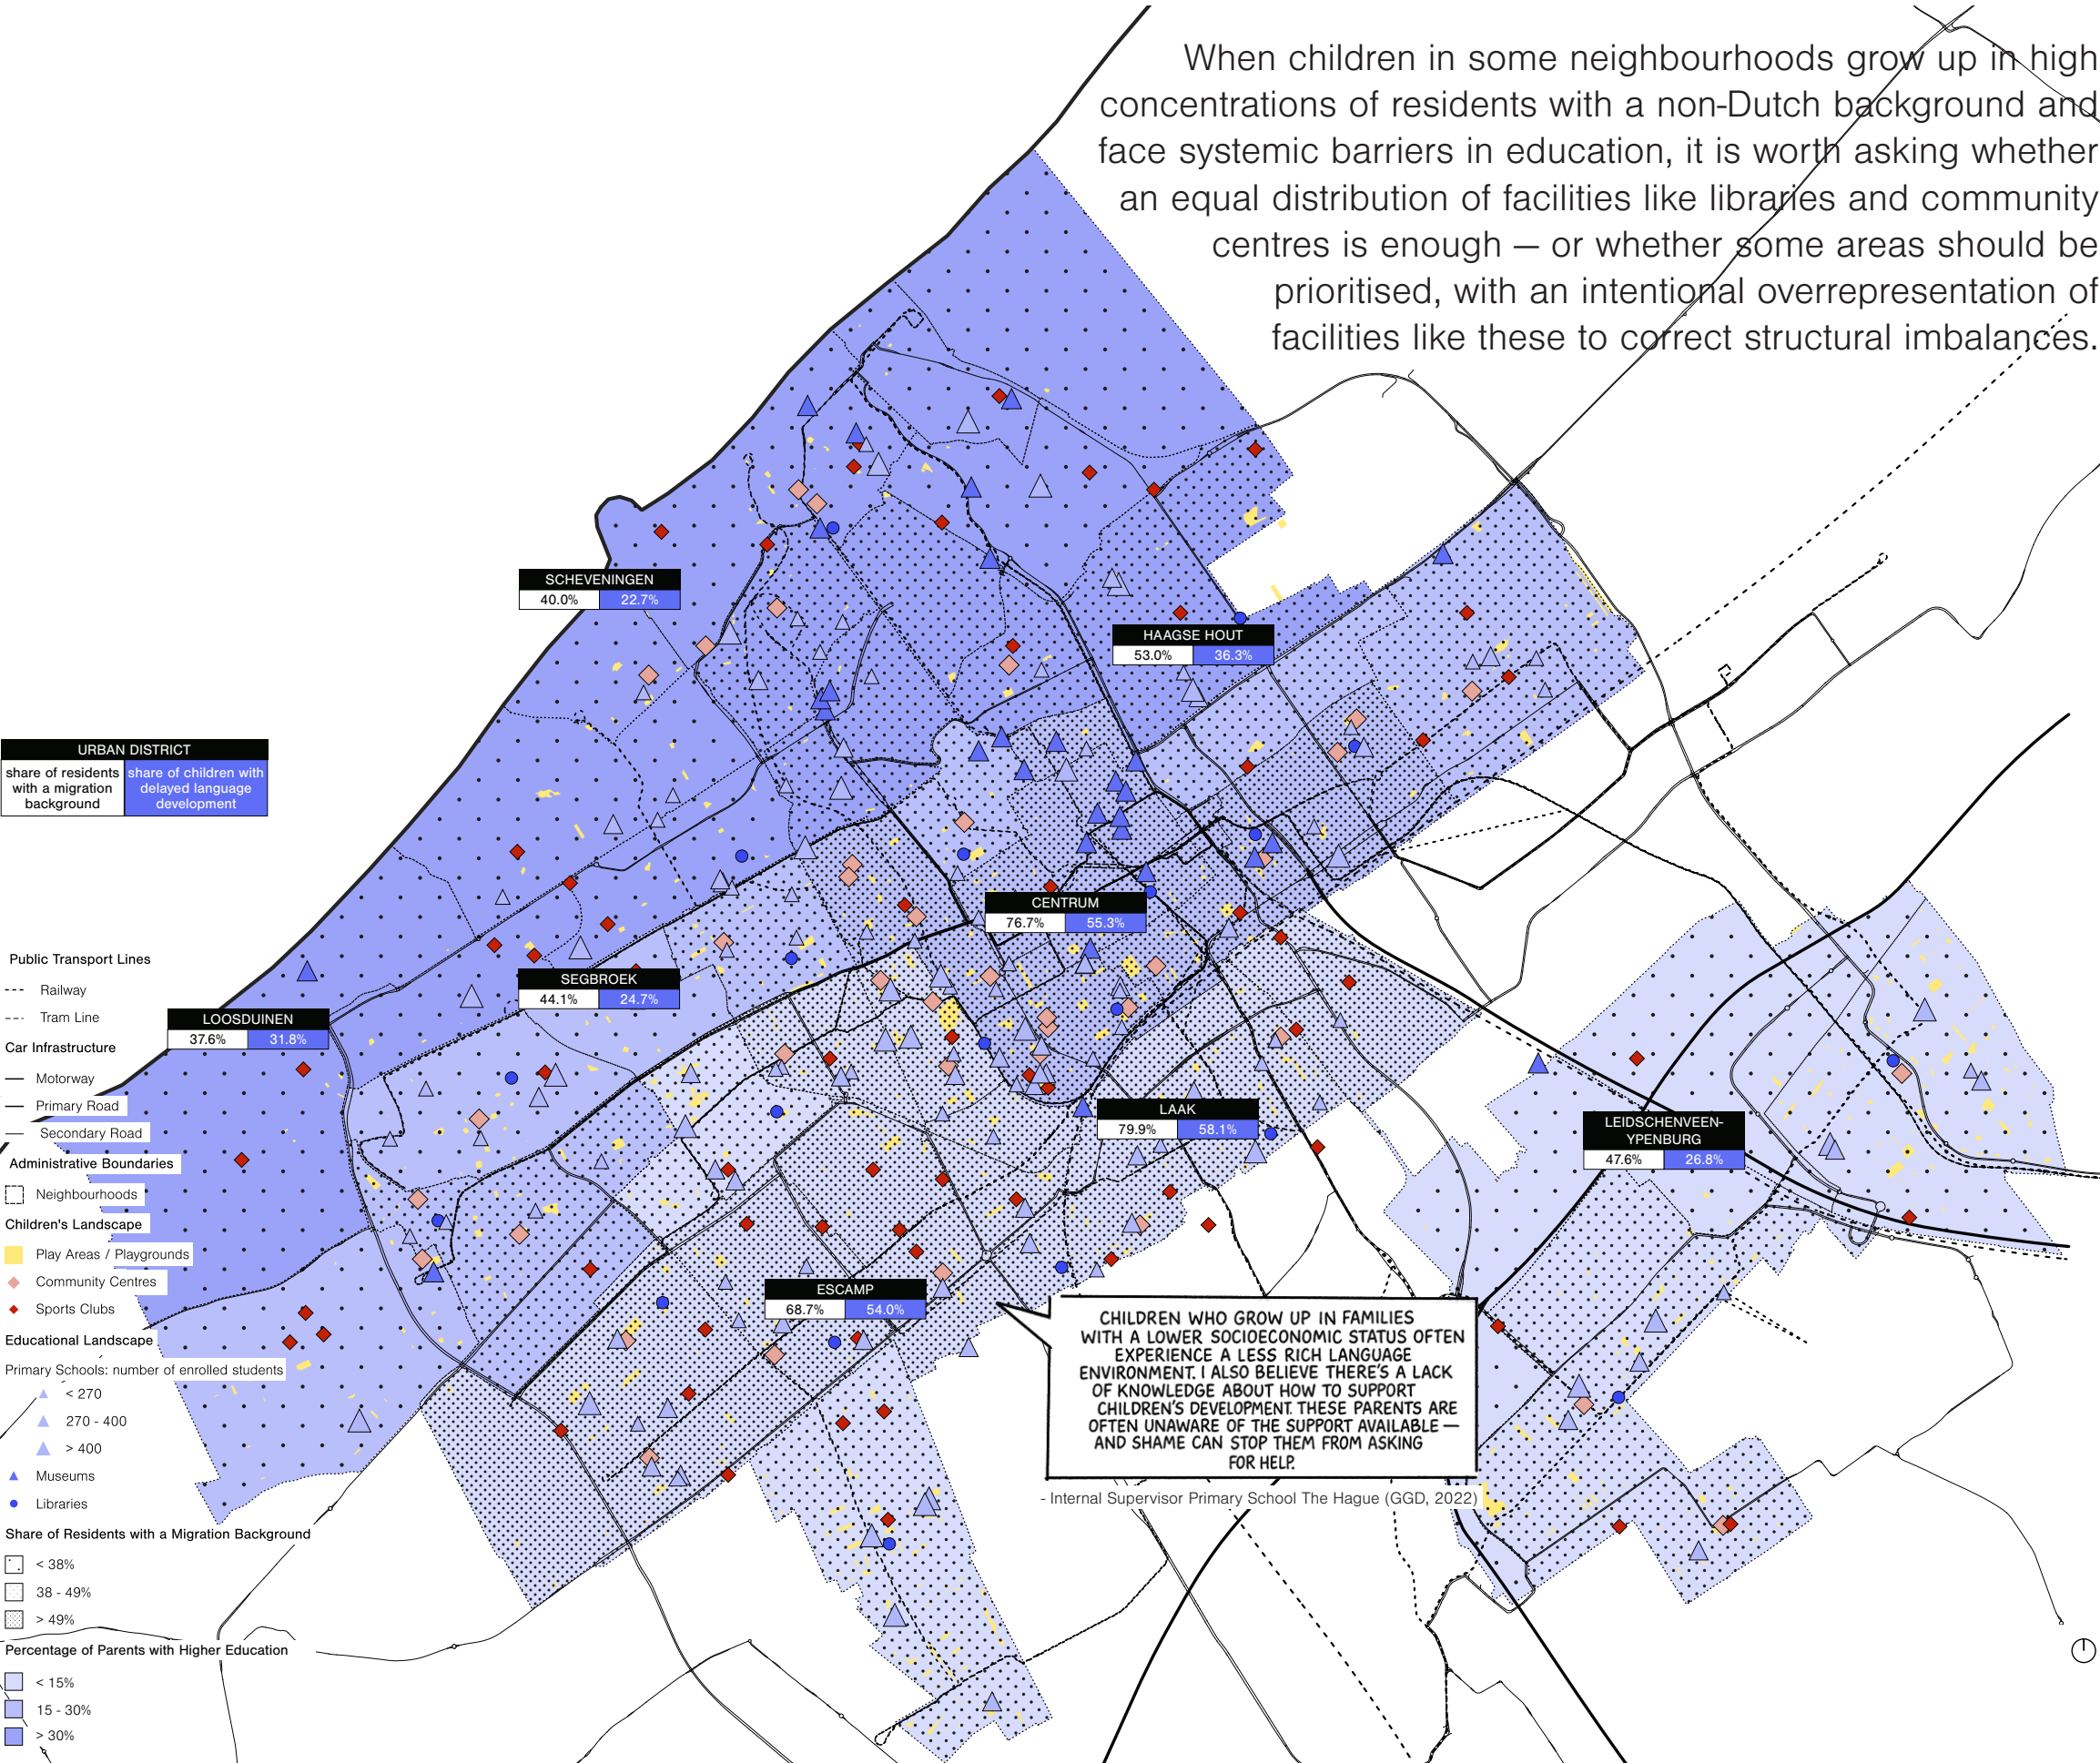 When children in some neighbourhoods grow up in high
concentrations of residents with a non-Dutch background and
face systemic barriers in education, it is worth asking whether
an equal distribution of facilities like libraries and community
centres is enough — or whether some areas should be
prioritised, with an intentional overrepresentation of
facilities like these to correct structural imbalances.
SCHEVENINGEN
40.0% 22.7%
HAAGSE HOUT
53.0% 36.3%
URBAN DISTRICT
share of residents
with a migration
background
share of children with
delayed language
development
CENTRUM
76.7% 55.3%
SEGBROEK
44.1% 24.7%
LOOSDUINEN
37.6% 31.8%
LAAK
79.9% 58.1%
LEIDSCHENVEEN-
YPENBURG
47.6% 26.8%
ESCAMP
68.7% 54.0%
Public Transport Lines
Railway
Tram Line
Car Infrastructure
Motorway
Primary Road
Secondary Road
Administrative Boundaries
Neighbourhoods
Children's Landscape
Play Areas / Playgrounds
Community Centres
Sports Clubs
Educational Landscape
Primary Schools: number of enrolled students
< 270
270 - 400
> 400
Museums
Libraries
Share of Residents with a Migration Background
< 38%
38 - 49%
> 49%
Percentage of Parents with Higher Education
< 15%
15 - 30%
> 30%
CHILDREN WHO GROW UP IN FAMILIES
WITH A LOWER SOCIOECONOMIC STATUS OFTEN
EXPERIENCE A LESS RICH LANGUAGE
ENVIRONMENT. I ALSO BELIEVE THERE'S A LACK
OF KNOWLEDGE ABOUT HOW TO SUPPORT
CHILDREN'S DEVELOPMENT. THESE PARENTS ARE
OFTEN UNAWARE OF THE SUPPORT AVAILABLE —
AND SHAME CAN STOP THEM FROM ASKING
FOR HELP.
- Internal Supervisor Primary School The Hague (GGD, 2022)